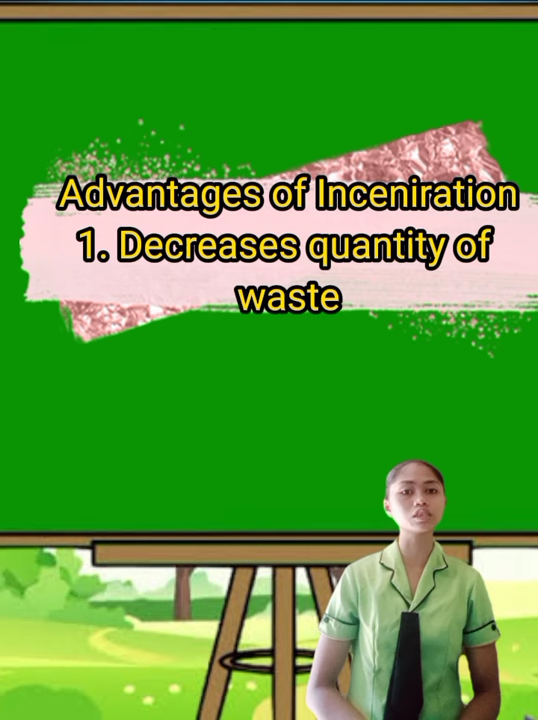 Advantages of Inceniration
1. Decreases quantity of
waste